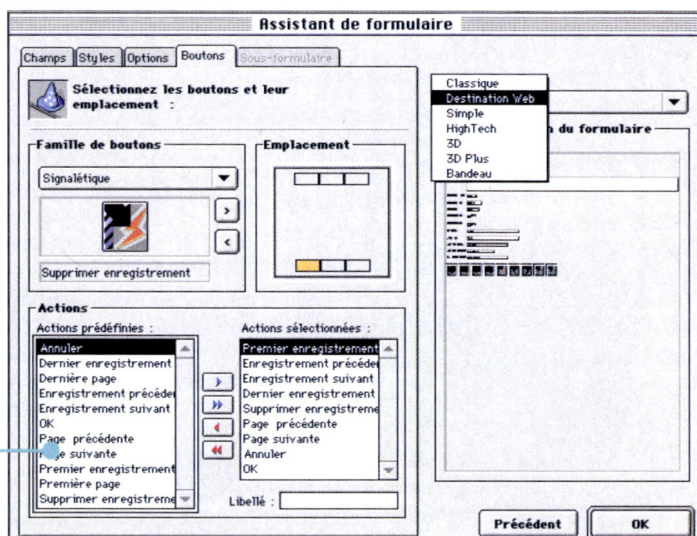 Assistant de formulaire
Champs Styles Options Boutons Sous-formulaire
Sélectionnez les boutons et leur
emplacement :
Famille de boutons
Signalétique
Supprimer enregistrement
Emplacement
Actions
Actions prédéfinies :
Annuler
Dernier enregistrement
Dernière page
Enregistrement précéde
Enregistrement suivant
OK
Page précédente
suivante
Premier enregistrement
Première page
Supprimer enregistreme
Actions sélectionnées :
Premier enregistrement
Enregistrement précéde
Enregistrement suivant
Dernier enregistrement
Supprimer enregistreme
Page précédente
Page suivante
Annuler
OK
Libellé :
Classique
Destination Web
Simple
HighTech
3D
3D Plus
Bandeau
du formulaire
Précédent
OK